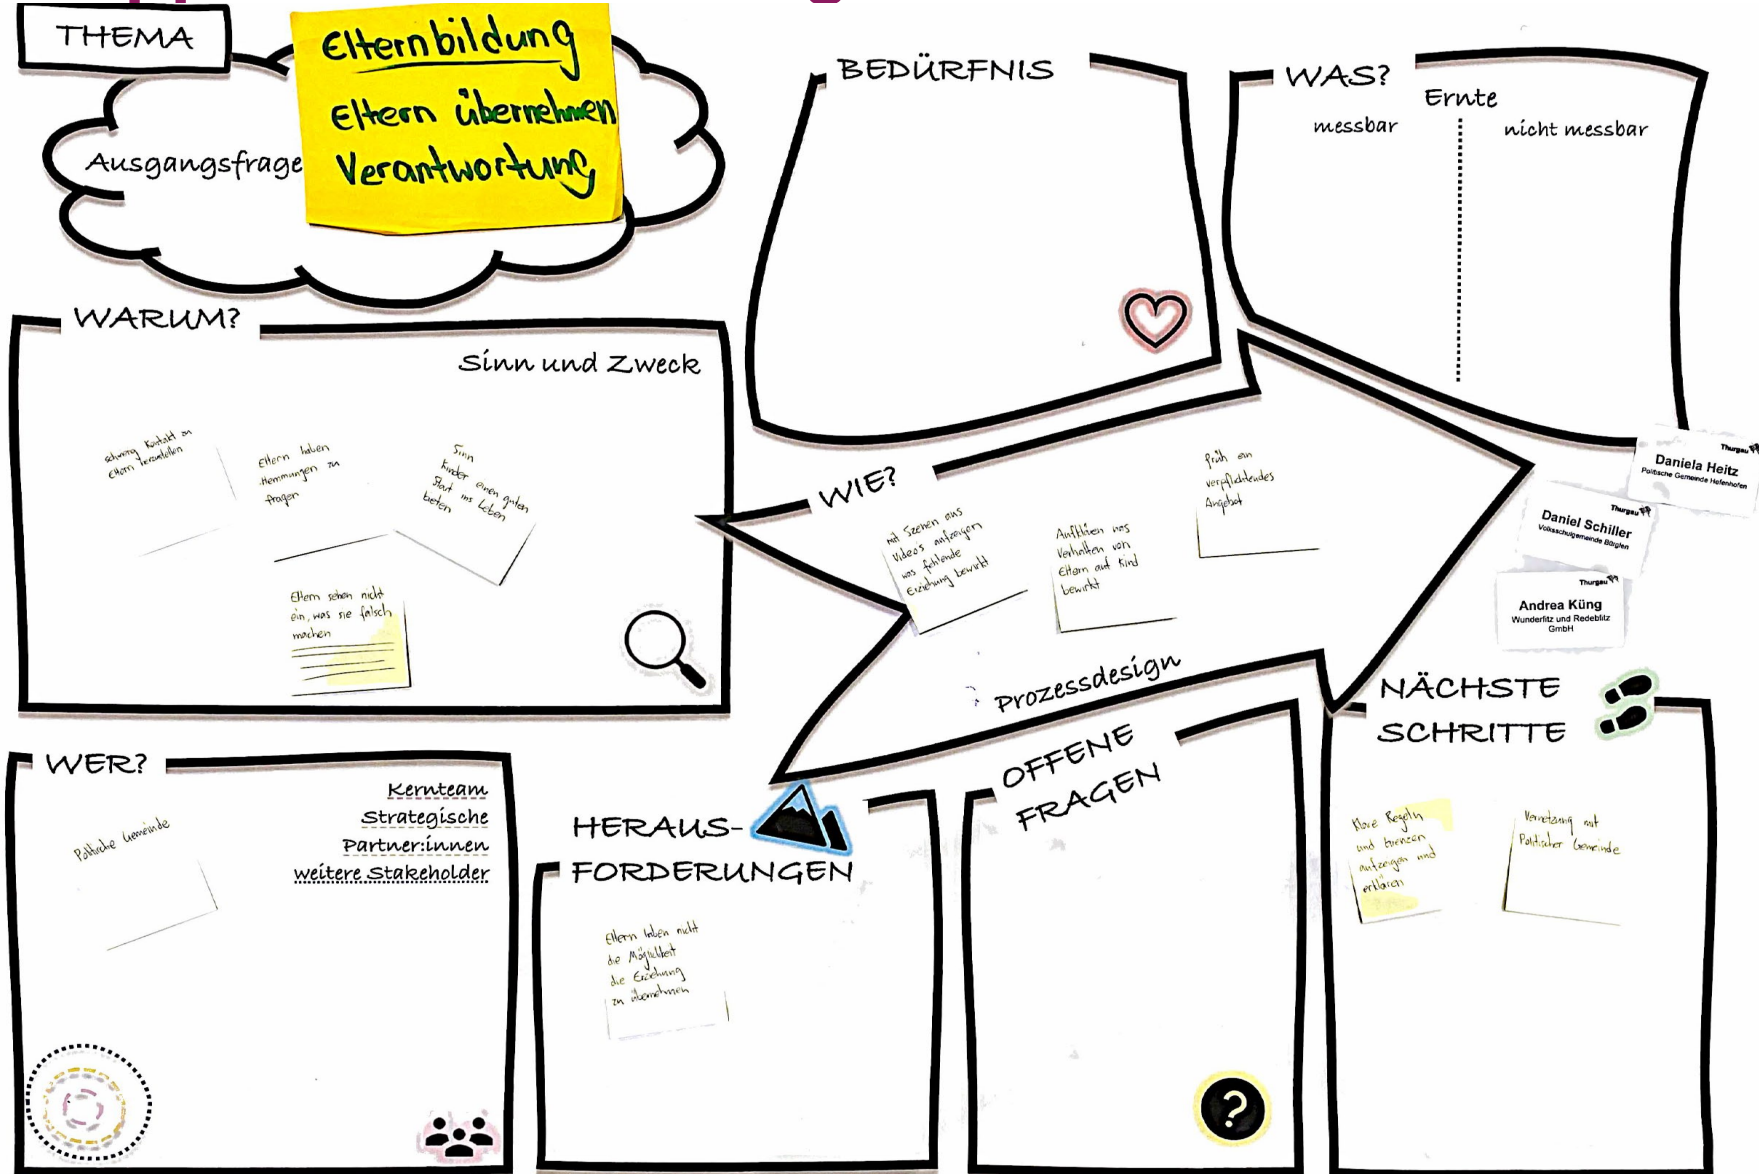 THEMA
Ausgangsfrage
Elternbildung
Eltern übernehmen
Verantwortung
BEDÜRFNIS
WAS?
Ernte
messbar
nicht messbar
WARUM?
Sinn und Zweck
schwierig Kontakt zu
Eltern herzustellen
Eltern haben
Hemmungen zu
fragen
Sinn
Kinder einen guten
Start ins Leben
bieten
Eltern sehen nicht
ein, was sie falsch
machen
WIE?
mit Szenen aus
Videos aufzeigen
was fehlende
Erziehung bewirkt
Aufklären was
Verhalten von
Eltern auf Kind
bewirkt
früh ein
verpflichtendes
Angebot
Prozessdesign
Thurgau
Daniela Heitz
Politische Gemeinde Hefenhofen
Thurgau
Daniel Schiller
Volksschulgemeinde Bürglen
Thurgau
Andrea Küng
Wunderfitz und Redeblitz
GmbH
WER?
Kernteam
Strategische
Partner:innen
weitere Stakeholder
Politische Gemeinde
HERAUS-
FORDERUNGEN
Eltern haben nicht
die Möglichkeit
die Erziehung
zu übernehmen
OFFENE
FRAGEN
?
NÄCHSTE
SCHRITTE
Klare Regeln
und Grenzen
aufzeigen und
erklären
Vernetzung mit
Politischer Gemeinde